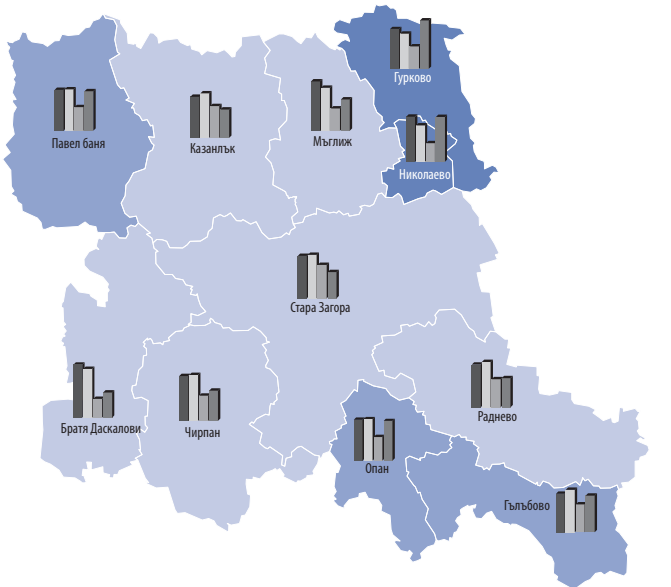 Гурково
Павел баня
Казанлък
Мъглиж
Николаево
Стара Загора
Раднево
Братя Даскалови
Чирпан
Опан
Гълъбово